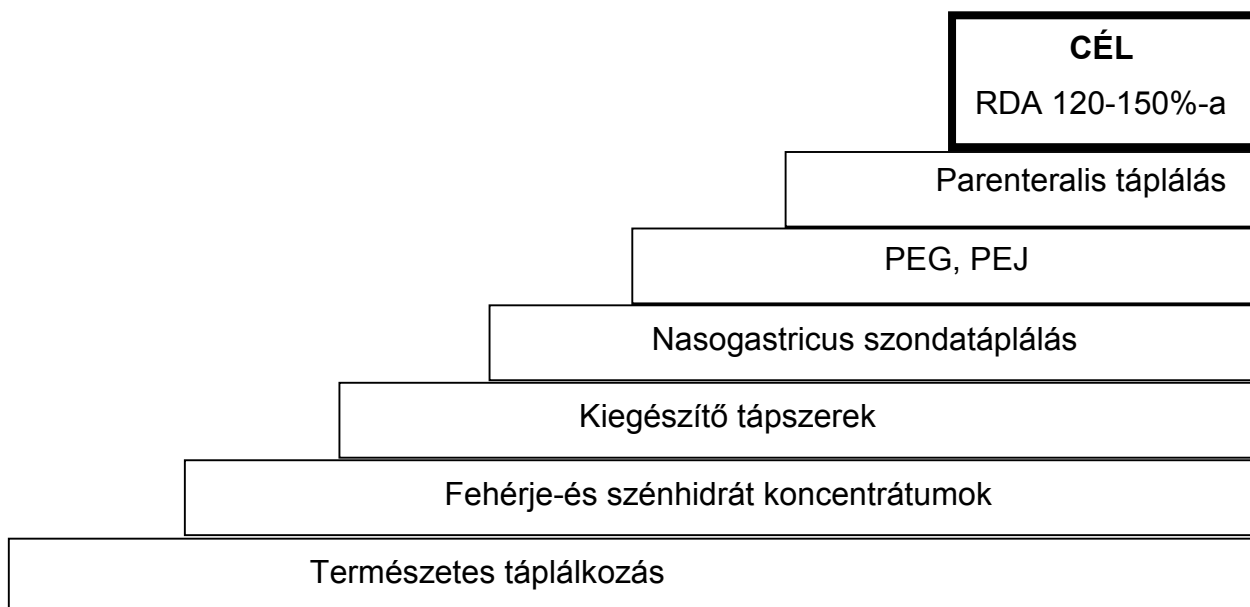 CÉL
RDA 120-150%-a
Parenteralis táplálás
PEG, PEJ
Nasogastricus szondatáplálás
Kiegészítő tápszerek
Fehérje-és szénhidrát koncentrátumok
Természetes táplálkozás